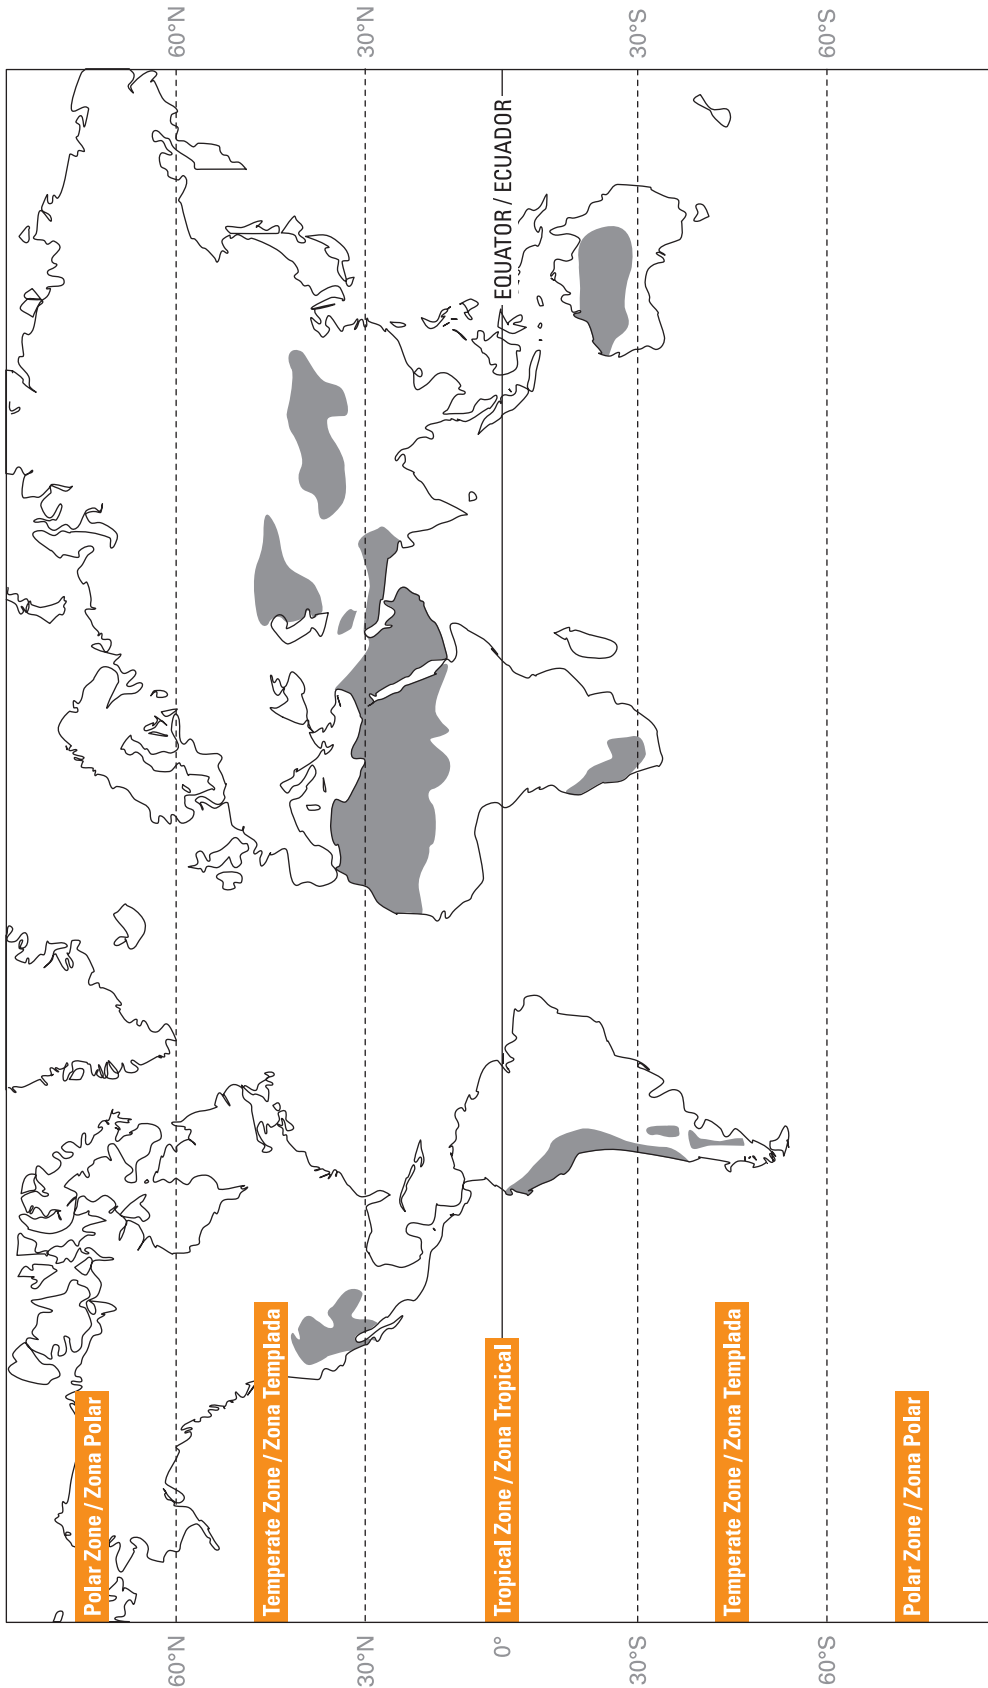 60°N
30°N
30°S
60°S
EQUATOR / ECUADOR
Polar Zone / Zona Polar
Temperate Zone / Zona Templada
Tropical Zone / Zona Tropical
Temperate Zone / Zona Templada
Polar Zone / Zona Polar
60°N
30°N
0°
30°S
60°S